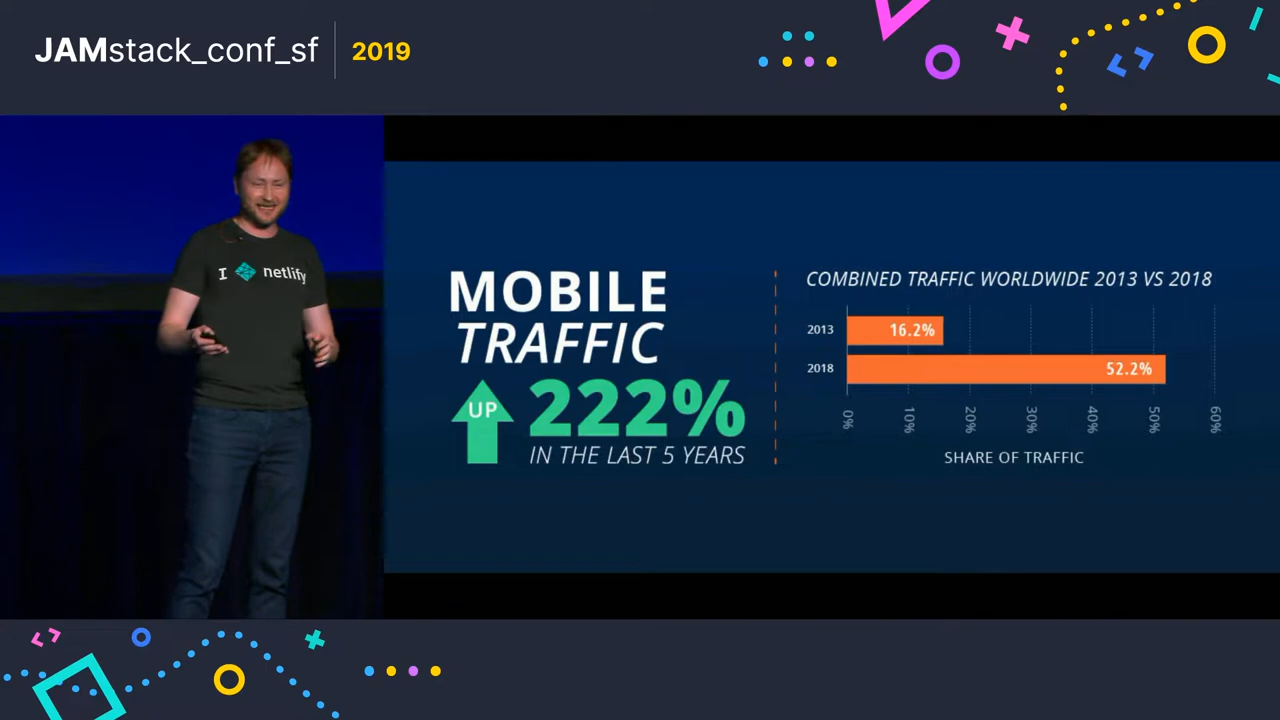 JAMstack_conf_sf
2019
I netlify
MOBILE
TRAFFIC
UP
222%
IN THE LAST 5 YEARS
COMBINED TRAFFIC WORLDWIDE 2013 VS 2018
2013
16.2%
2018
52.2%
0%
10%
20%
30%
40%
50%
60%
SHARE OF TRAFFIC